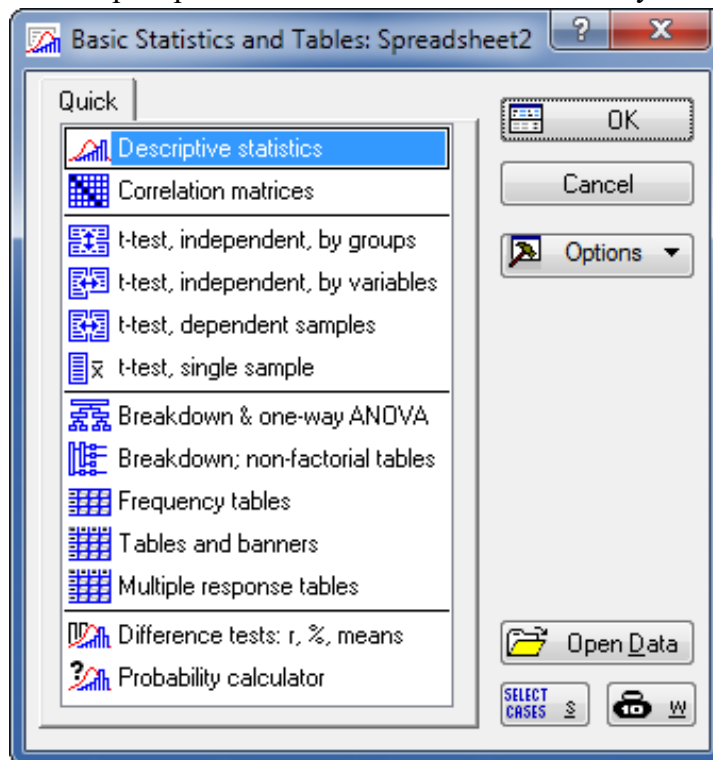 Basic Statistics and Tables: Spreadsheet2
?
Quick
Descriptive statistics
Correlation matrices
t-test, independent, by groups
t-test, independent, by variables
t-test, dependent samples
x̄ t-test, single sample
Breakdown & one-way ANOVA
Breakdown; non-factorial tables
Frequency tables
Tables and banners
Multiple response tables
Difference tests: r, %, means
Probability calculator
OK
Cancel
Options
Open Data
SELECT
CASES S
W